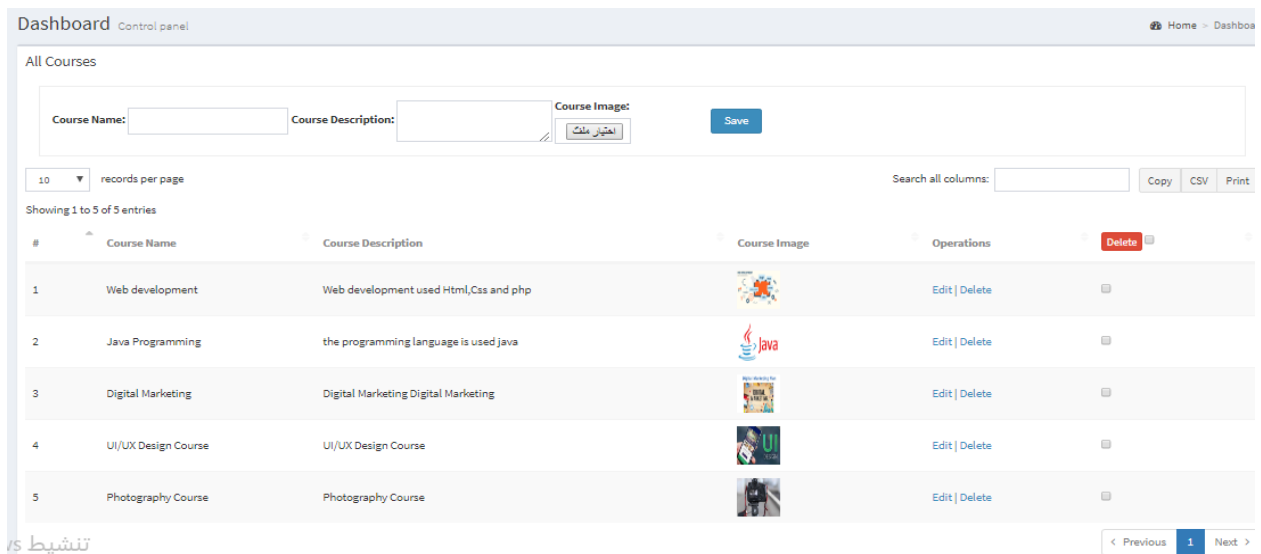 Dashboard Control panel Home > Dashboa
All Courses
Course Name: Course Description: Course Image: اختيار ملف Save
10 records per page Search all columns: Copy CSV Print
Showing 1 to 5 of 5 entries
# Course Name Course Description Course Image Operations Delete
1 Web development Web development used Html,Css and php Edit | Delete
2 Java Programming the programming language is used java Java Edit | Delete
3 Digital Marketing Digital Marketing Digital Marketing Edit | Delete
4 UI/UX Design Course UI/UX Design Course UI Edit | Delete
5 Photography Course Photography Course Edit | Delete
تنشيط ws
< Previous 1 Next >